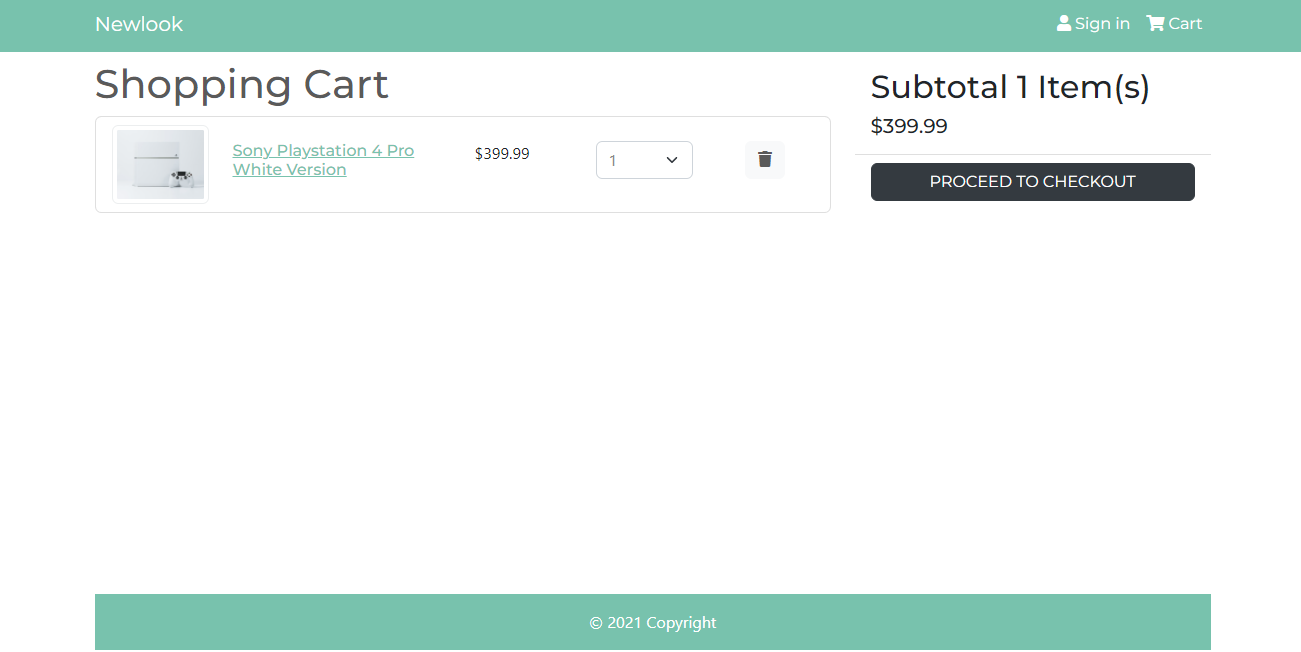 Newlook
Sign in
Cart
Shopping Cart
Sony Playstation 4 Pro
White Version
$399.99
1
Subtotal 1 Item(s)
$399.99
PROCEED TO CHECKOUT
© 2021 Copyright